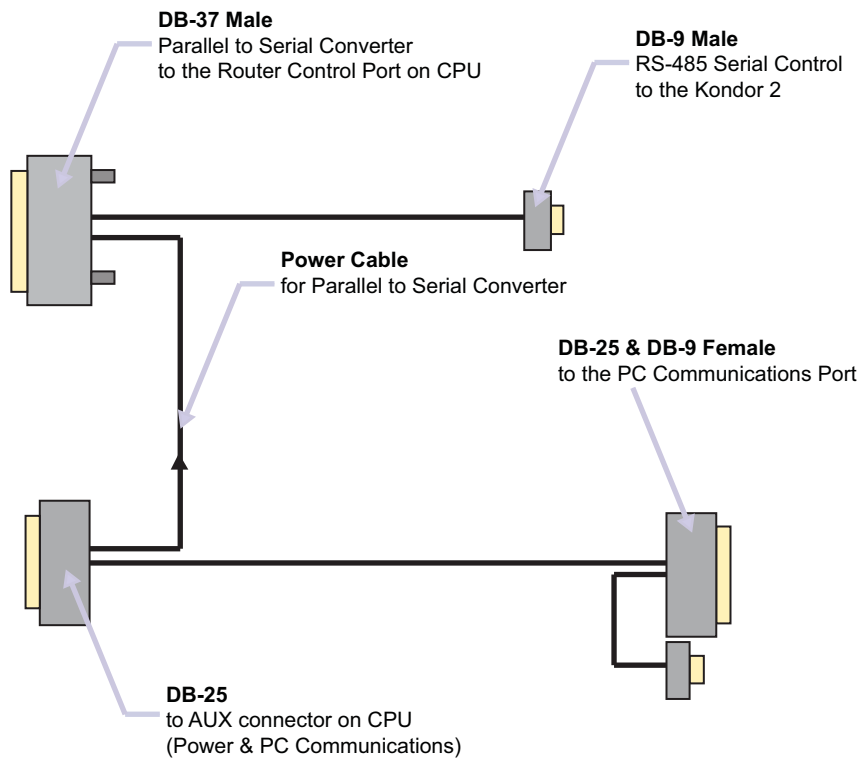 DB-37 Male
Parallel to Serial Converter
to the Router Control Port on CPU
DB-9 Male
RS-485 Serial Control
to the Kondor 2
Power Cable
for Parallel to Serial Converter
DB-25 & DB-9 Female
to the PC Communications Port
DB-25
to AUX connector on CPU
(Power & PC Communications)